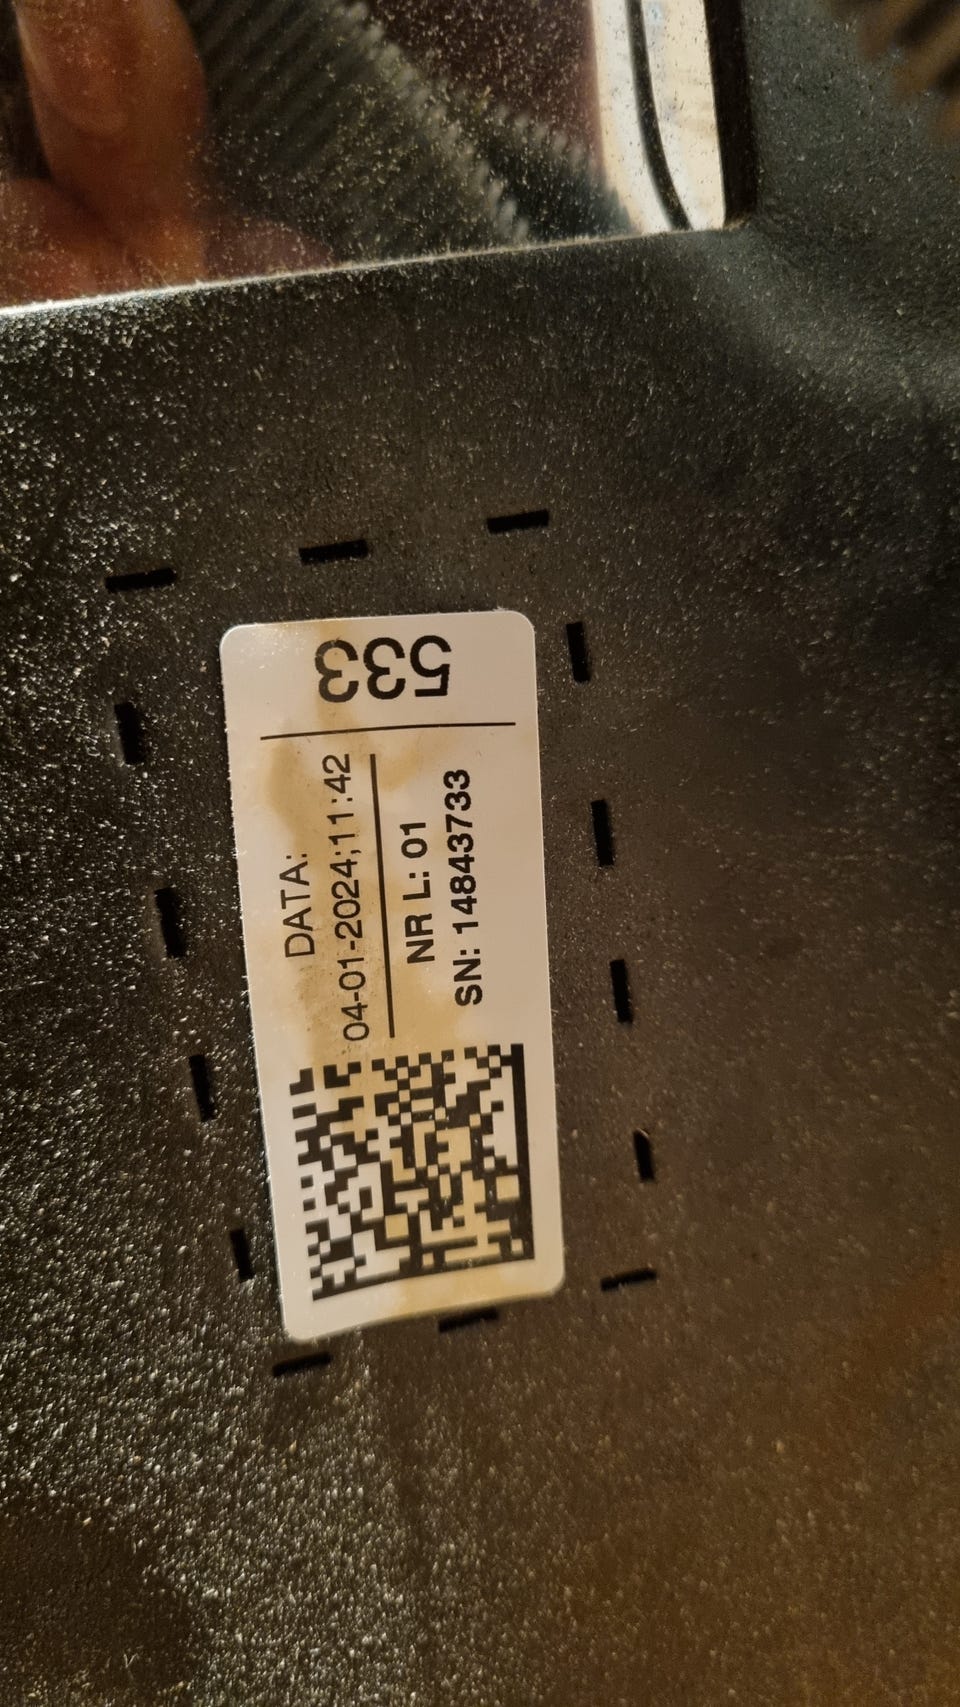 533
DATA:
04-01-2024;11:42
NR L: 01
SN: 14843733